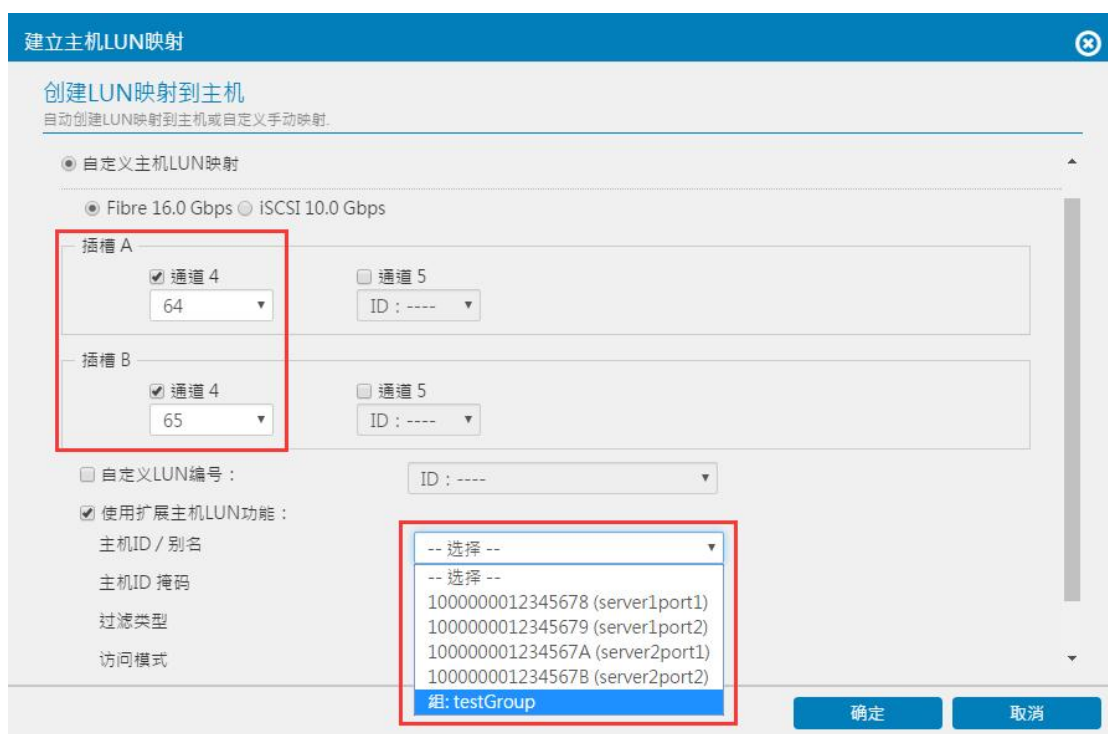 建立主机LUN映射
创建LUN映射到主机
自动创建LUN映射到主机或自定义手动映射.
自定义主机LUN映射
Fibre 16.0 Gbps iSCSI 10.0 Gbps
插槽 A
通道 4 通道 5
64 ID : ----
插槽 B
通道 4 通道 5
65 ID : ----
自定义LUN编号 : ID : ----
使用扩展主机LUN功能 :
主机ID / 别名 -- 选择 --
主机ID 掩码 -- 选择 --
1000000012345678 (server1port1)
过滤类型 1000000012345679 (server1port2)
访问模式 100000001234567A (server2port1)
100000001234567B (server2port2)
組: testGroup
确定 取消